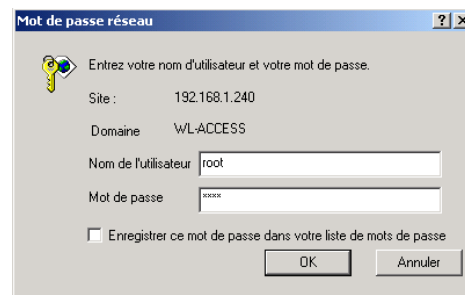 Mot de passe réseau
Entrez votre nom d'utilisateur et votre mot de passe.
Site : 192.168.1.240
Domaine WL-ACCESS
Nom de l'utilisateur root
Mot de passe ××××
Enregistrer ce mot de passe dans votre liste de mots de passe
OK Annuler